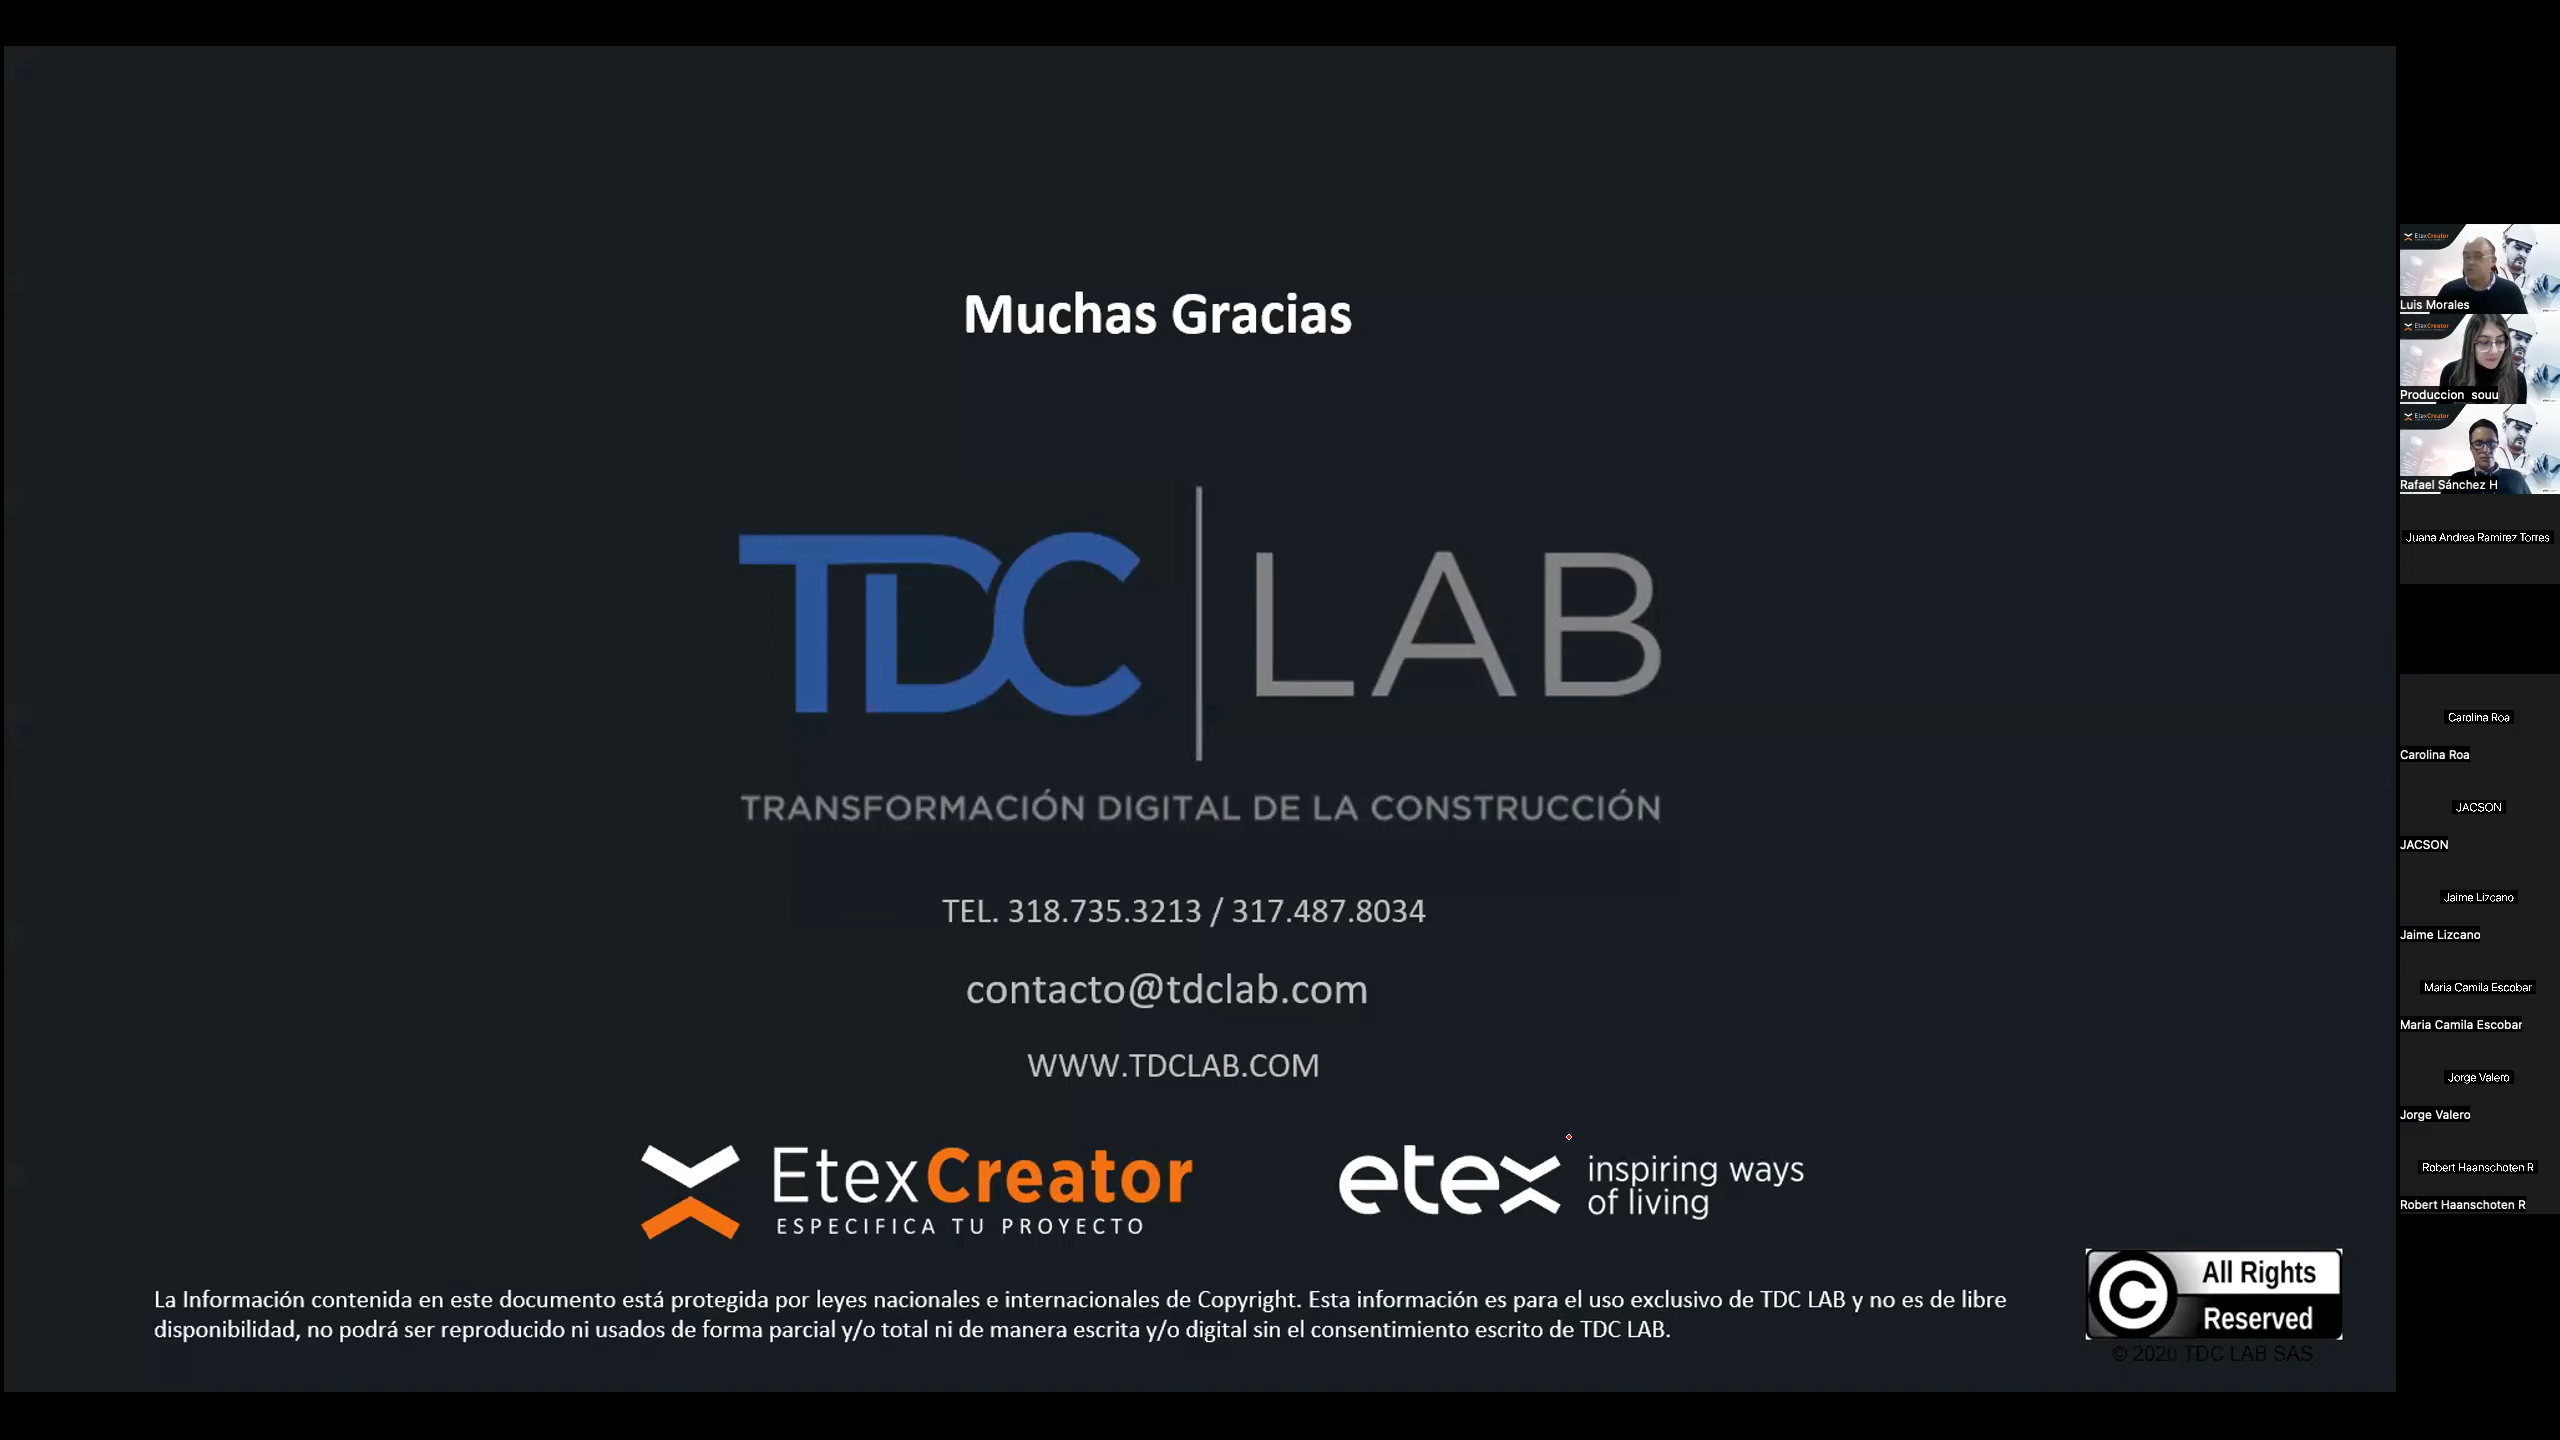 Muchas Gracias
TDC | LAB
TRANSFORMACIÓN DIGITAL DE LA CONSTRUCCIÓN
TEL. 318.735.3213 / 317.487.8034
contacto@tdclab.com
WWW.TDCLAB.COM
EtexCreator
ESPECIFICA TU PROYECTO
etex
inspiring ways
of living
La Información contenida en este documento está protegida por leyes nacionales e internacionales de Copyright. Esta información es para el uso exclusivo de TDC LAB y no es de libre
disponibilidad, no podrá ser reproducido ni usados de forma parcial y/o total ni de manera escrita y/o digital sin el consentimiento escrito de TDC LAB.
© All Rights
Reserved
© 2020 TDC LAB SAS
EtexCreator
Luis Morales
EtexCreator
Produccion souu
EtexCreator
Rafael Sánchez H
Juana Andrea Ramirez Torres
Carolina Roa
Carolina Roa
JACSON
JACSON
Jaime Lizcano
Jaime Lizcano
Maria Camila Escobar
Maria Camila Escobar
Jorge Valero
Jorge Valero
Robert Haanschoten R
Robert Haanschoten R